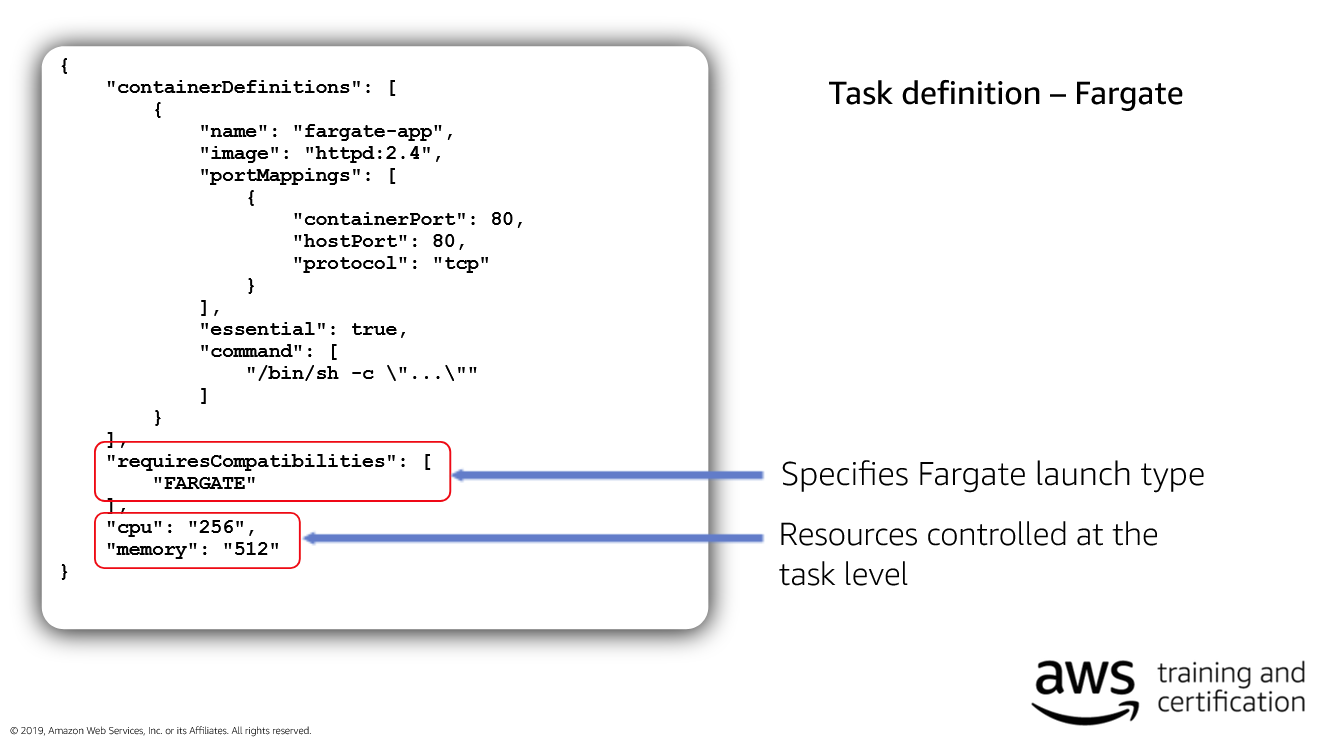 {
    "containerDefinitions": [
        {
            "name": "fargate-app",
            "image": "httpd:2.4",
            "portMappings": [
                {
                    "containerPort": 80,
                    "hostPort": 80,
                    "protocol": "tcp"
                }
            ],
            "essential": true,
            "command": [
                "/bin/sh -c \"...\""
            ]
        }
    ],
    "requiresCompatibilities": [
        "FARGATE"
    ],
    "cpu": "256",
    "memory": "512"
}
Task definition – Fargate
Specifies Fargate launch type
Resources controlled at the
task level
aws training and
certification
© 2019, Amazon Web Services, Inc. or its Affiliates. All rights reserved.